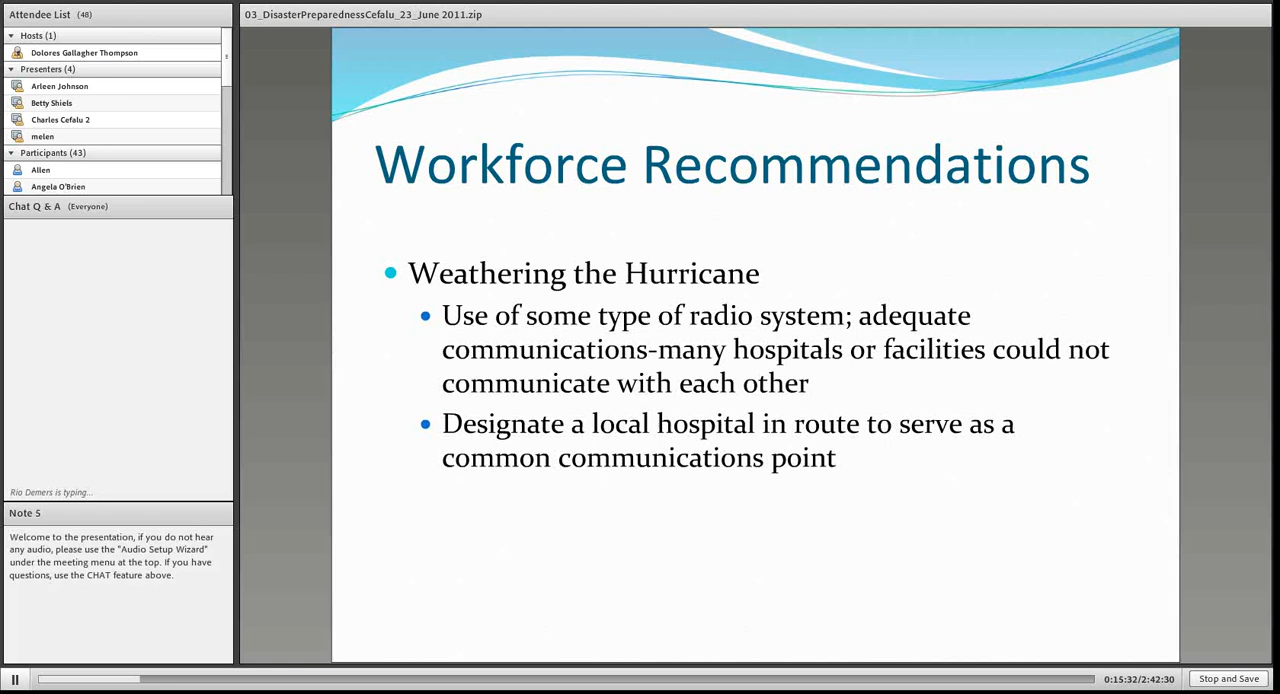 Attendee List (48)
Hosts (1)
Dolores Gallagher Thompson
Presenters (4)
Arleen Johnson
Betty Shiels
Charles Cefalu 2
melen
Participants (43)
Allen
Angela O'Brien
Chat Q & A (Everyone)
Rio Demers is typing...
Note 5
Welcome to the presentation, if you do not hear
any audio, please use the "Audio Setup Wizard"
under the meeting menu at the top. If you have
questions, use the CHAT feature above.
03_DisasterPreparednessCefalu_23_June 2011.zip
Workforce Recommendations
Weathering the Hurricane
Use of some type of radio system; adequate
communications-many hospitals or facilities could not
communicate with each other
Designate a local hospital in route to serve as a
common communications point
0:15:32/2:42:30
Stop and Save